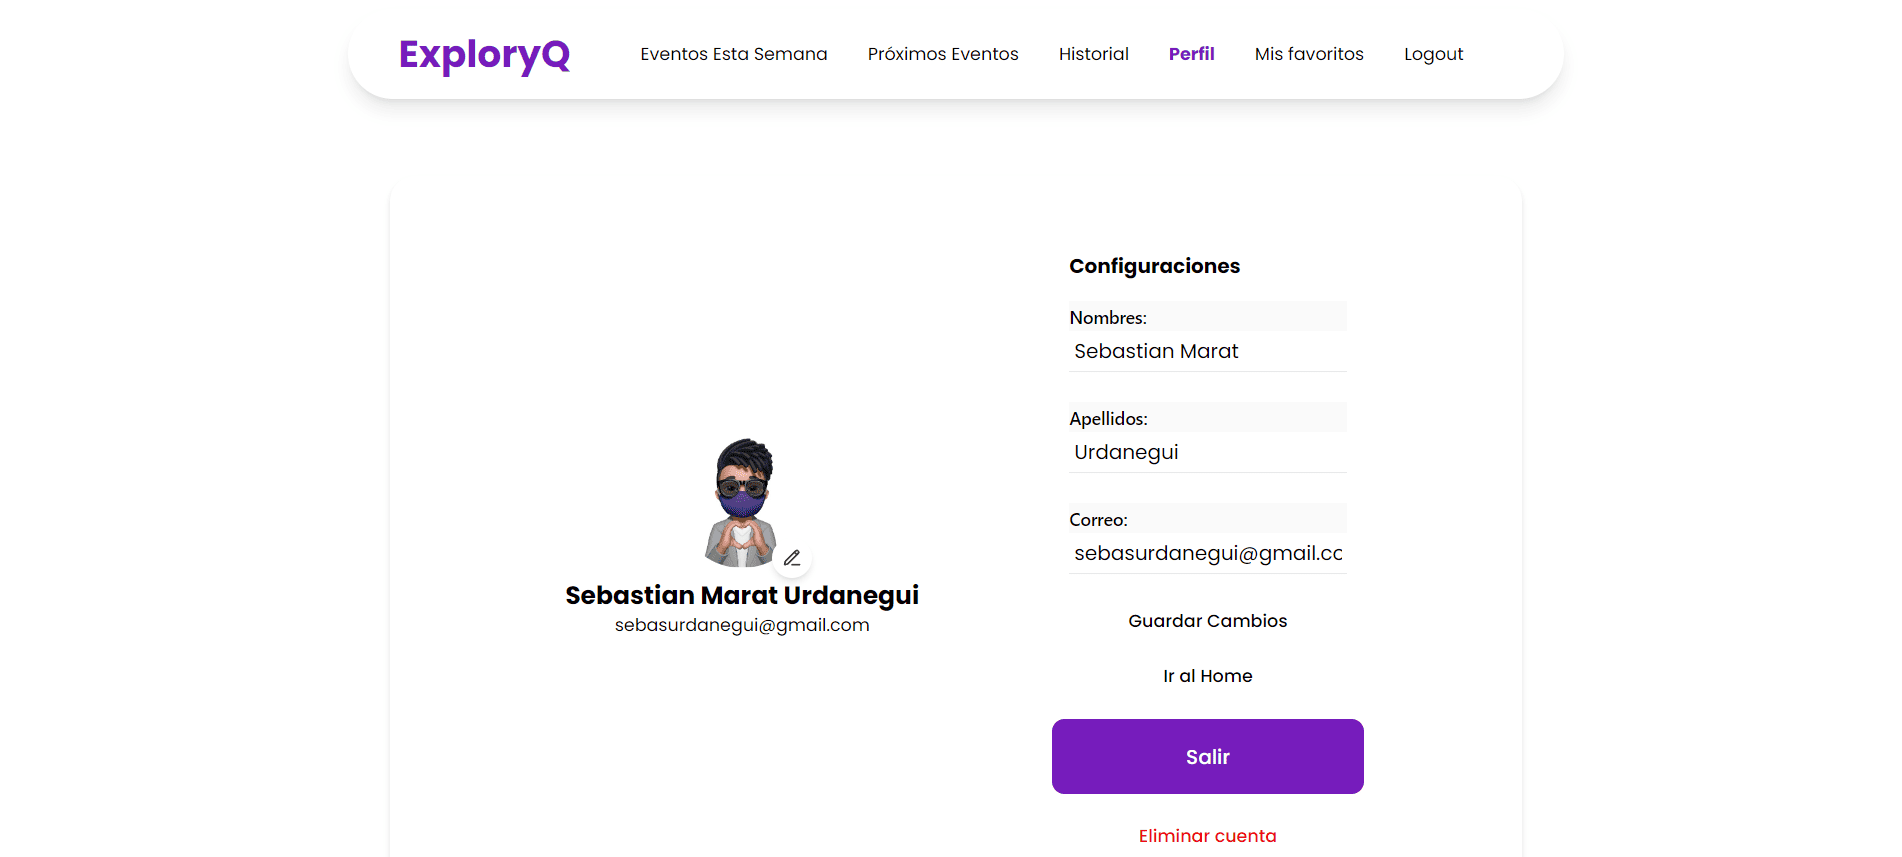 ExploryQ
Eventos Esta Semana
Próximos Eventos
Historial
Perfil
Mis favoritos
Logout
Sebastian Marat Urdanegui
sebasurdanegui@gmail.com
Configuraciones
Nombres:
Sebastian Marat
Apellidos:
Urdanegui
Correo:
sebasurdanegui@gmail.cc
Guardar Cambios
Ir al Home
Salir
Eliminar cuenta